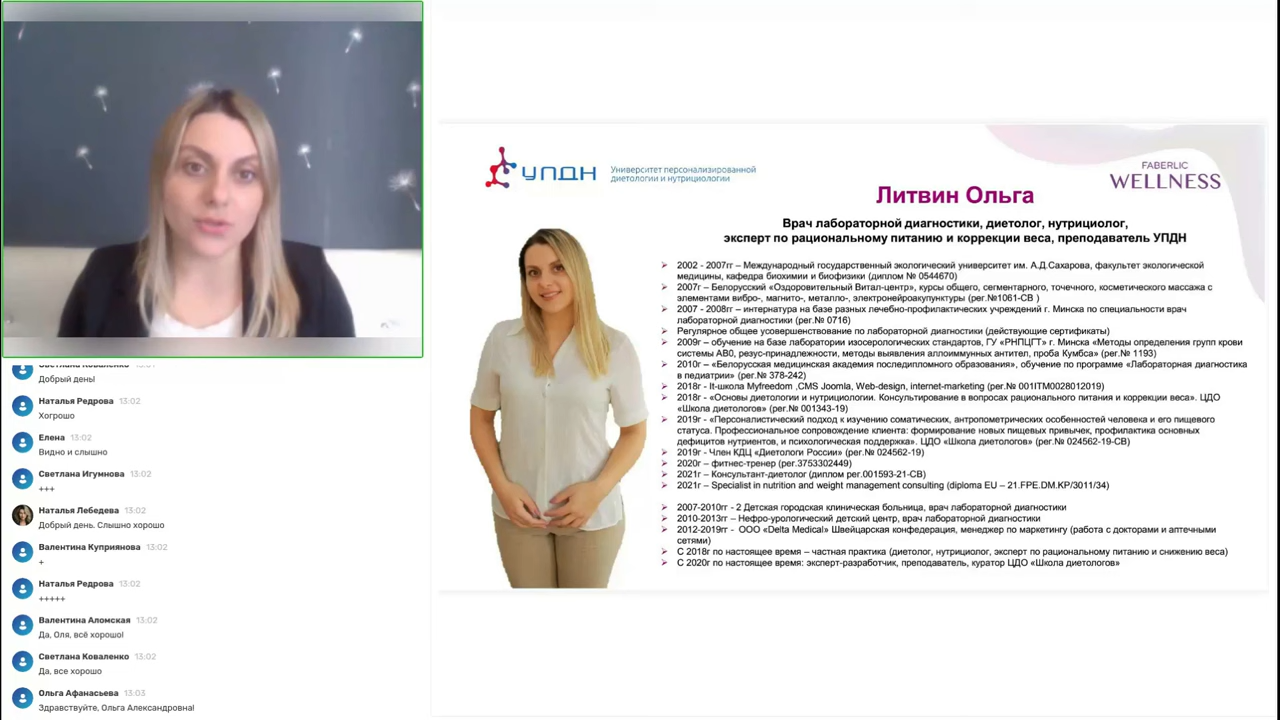 Светлана Коваленко 13:01
Добрый день!
Наталья Редрова 13:02
Хогрошо
Елена 13:02
Видно и слышно
Светлана Игумнова 13:02
+++
Наталья Лебедева 13:02
Добрый день. Слышно хорошо
Валентина Куприянова 13:02
+
Наталья Редрова 13:02
+++++
Валентина Аломская 13:02
Да, Оля, всё хорошо!
Светлана Коваленко 13:02
Да, все хорошо
Ольга Афанасьева 13:03
Здравствуйте, Ольга Александровна!
УПДН
Университет персонализированной
диетологии и нутрициологии
FABERLIC
WELLNESS
Литвин Ольга
Врач лабораторной диагностики, диетолог, нутрициолог,
эксперт по рациональному питанию и коррекции веса, преподаватель УПДН
2002 - 2007гг – Международный государственный экологический университет им. А.Д.Сахарова, факультет экологической
медицины, кафедра биохимии и биофизики (диплом № 0544670)
2007г – Белорусский «Оздоровительный Витал-центр», курсы общего, сегментарного, точечного, косметического массажа с
элементами вибро-, магнито-, металло-, электронейроакупунктуры (рег.№1061-СВ )
2007 - 2008гг – интернатура на базе разных лечебно-профилактических учреждений г. Минска по специальности врач
лабораторной диагностики (рег.№ 0716)
Регулярное общее усовершенствование по лабораторной диагностики (действующие сертификаты)
2009г – обучение на базе лаборатории изосерологических стандартов, ГУ «РНПЦГТ» г. Минска «Методы определения групп крови
системы АВ0, резус-принадлежности, методы выявления аллоиммунных антител, проба Кумбса» (рег.№ 1193)
2010г – «Белорусская медицинская академия последипломного образования», обучение по программе «Лабораторная диагностика
в педиатрии» (рег.№ 378-242)
2018г - It-школа Myfreedom ,CMS Joomla, Web-design, internet-marketing (рег.№ 001ITM0028012019)
2018г - «Основы диетологии и нутрициологии. Консультирование в вопросах рационального питания и коррекции веса». ЦДО
«Школа диетологов» (рег.№ 001343-19)
2019г - «Персоналистический подход к изучению соматических, антропометрических особенностей человека и его пищевого
статуса. Профессиональное сопровождение клиента: формирование новых пищевых привычек, профилактика основных
дефицитов нутриентов, и психологическая поддержка». ЦДО «Школа диетологов» (рег.№ 024562-19-СВ)
2019г - Член КДЦ «Диетологи России» (рег.№ 024562-19)
2020г – фитнес-тренер (рег.3753302449)
2021г – Консультант-диетолог (диплом рег.001593-21-СВ)
2021г – Specialist in nutrition and weight management consulting (diploma EU – 21.FPE.DM.KP/3011/34)
2007-2010гг - 2 Детская городская клиническая больница, врач лабораторной диагностики
2010-2013гг – Нефро-урологический детский центр, врач лабораторной диагностики
2012-2019гг - ООО «Delta Medical» Швейцарская конфедерация, менеджер по маркетингу (работа с докторами и аптечными
сетями)
С 2018г по настоящее время – частная практика (диетолог, нутрициолог, эксперт по рациональному питанию и снижению веса)
С 2020г по настоящее время: эксперт-разработчик, преподаватель, куратор ЦДО «Школа диетологов»